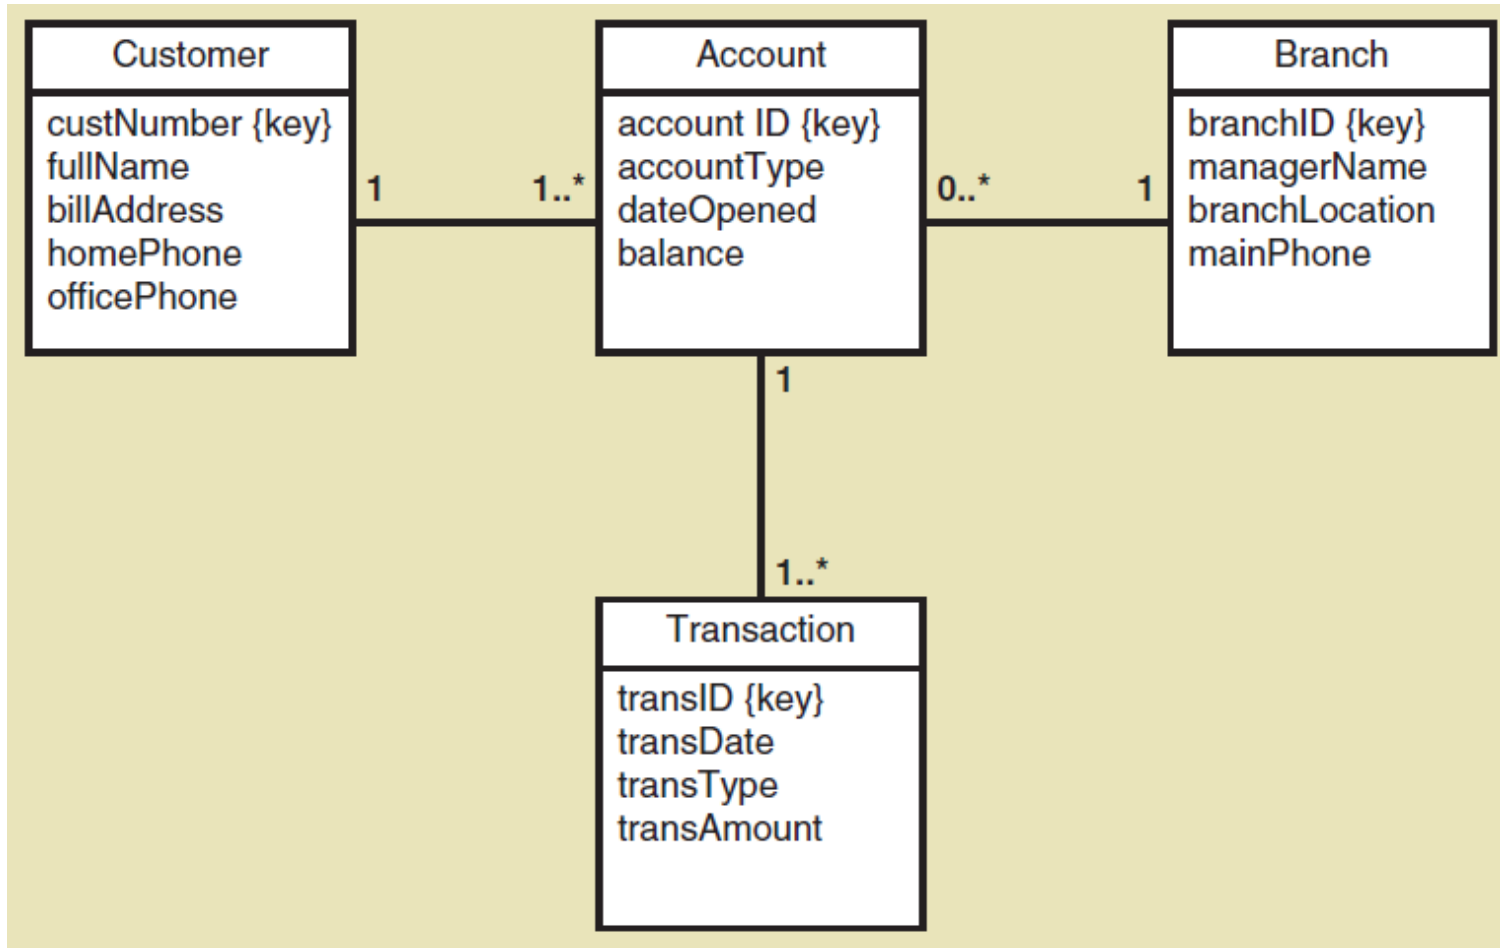 Customer
custNumber {key}
fullName
billAddress
homePhone
officePhone
1
1..*
Account
account ID {key}
accountType
dateOpened
balance
0..*
1
Branch
branchID {key}
managerName
branchLocation
mainPhone
1
1..*
Transaction
transID {key}
transDate
transType
transAmount